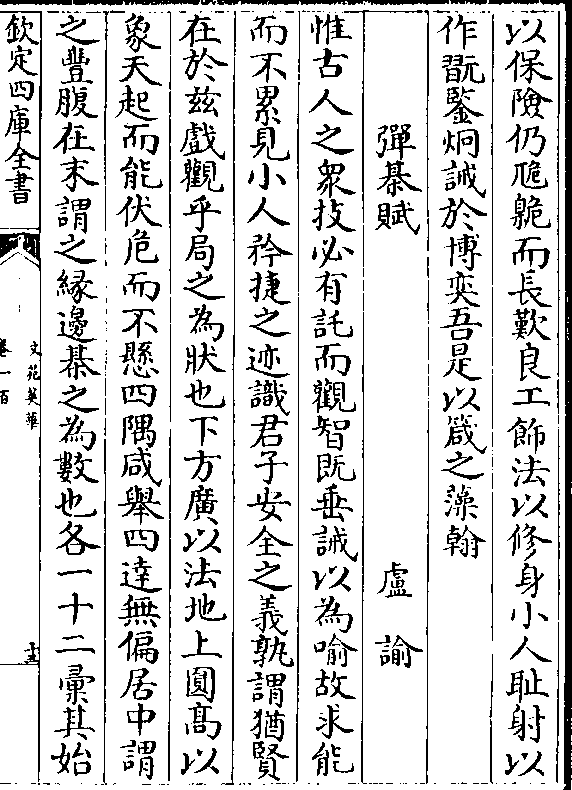 以保險仍卼臲而長歎良工飾法以修身小人耻射以
作翫鑒炯誡於博奕吾是以箴之藻翰
彈棊賦 盧諭
惟古人之衆技必有託而觀智既垂誡以為喻故求能
而不累見小人矜捷之迹識君子安全之義孰謂猶賢
在於兹戲觀乎局之為狀也下方廣以法地上圓髙以
象天起而能伏危而不懸四隅咸舉四達無偏居中謂
之豐腹在末謂之緣邊棊之為數也各一十二彙其始
欽定四庫全書
文苑英華
卷一百
十五